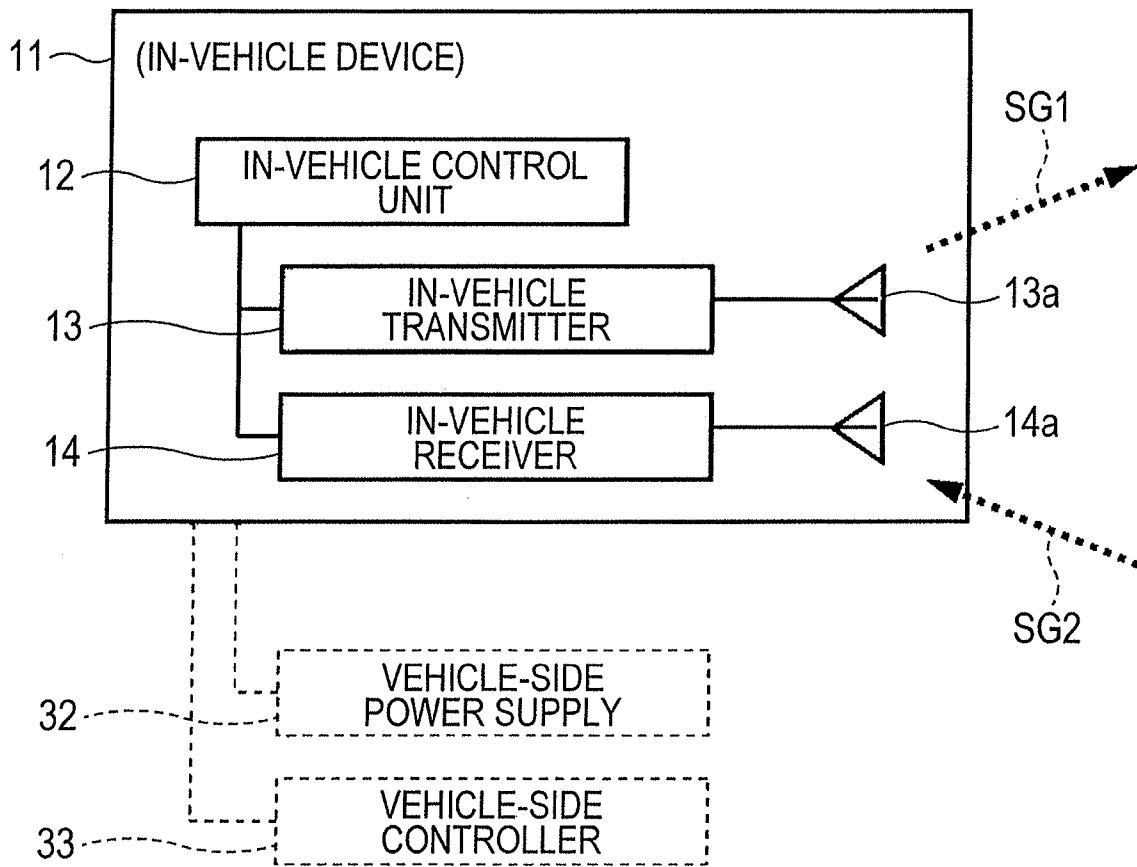 11
(IN-VEHICLE DEVICE)
SG1
12
IN-VEHICLE CONTROL
UNIT
13
IN-VEHICLE
TRANSMITTER
13a
14
IN-VEHICLE
RECEIVER
14a
SG2
32
VEHICLE-SIDE
POWER SUPPLY
33
VEHICLE-SIDE
CONTROLLER